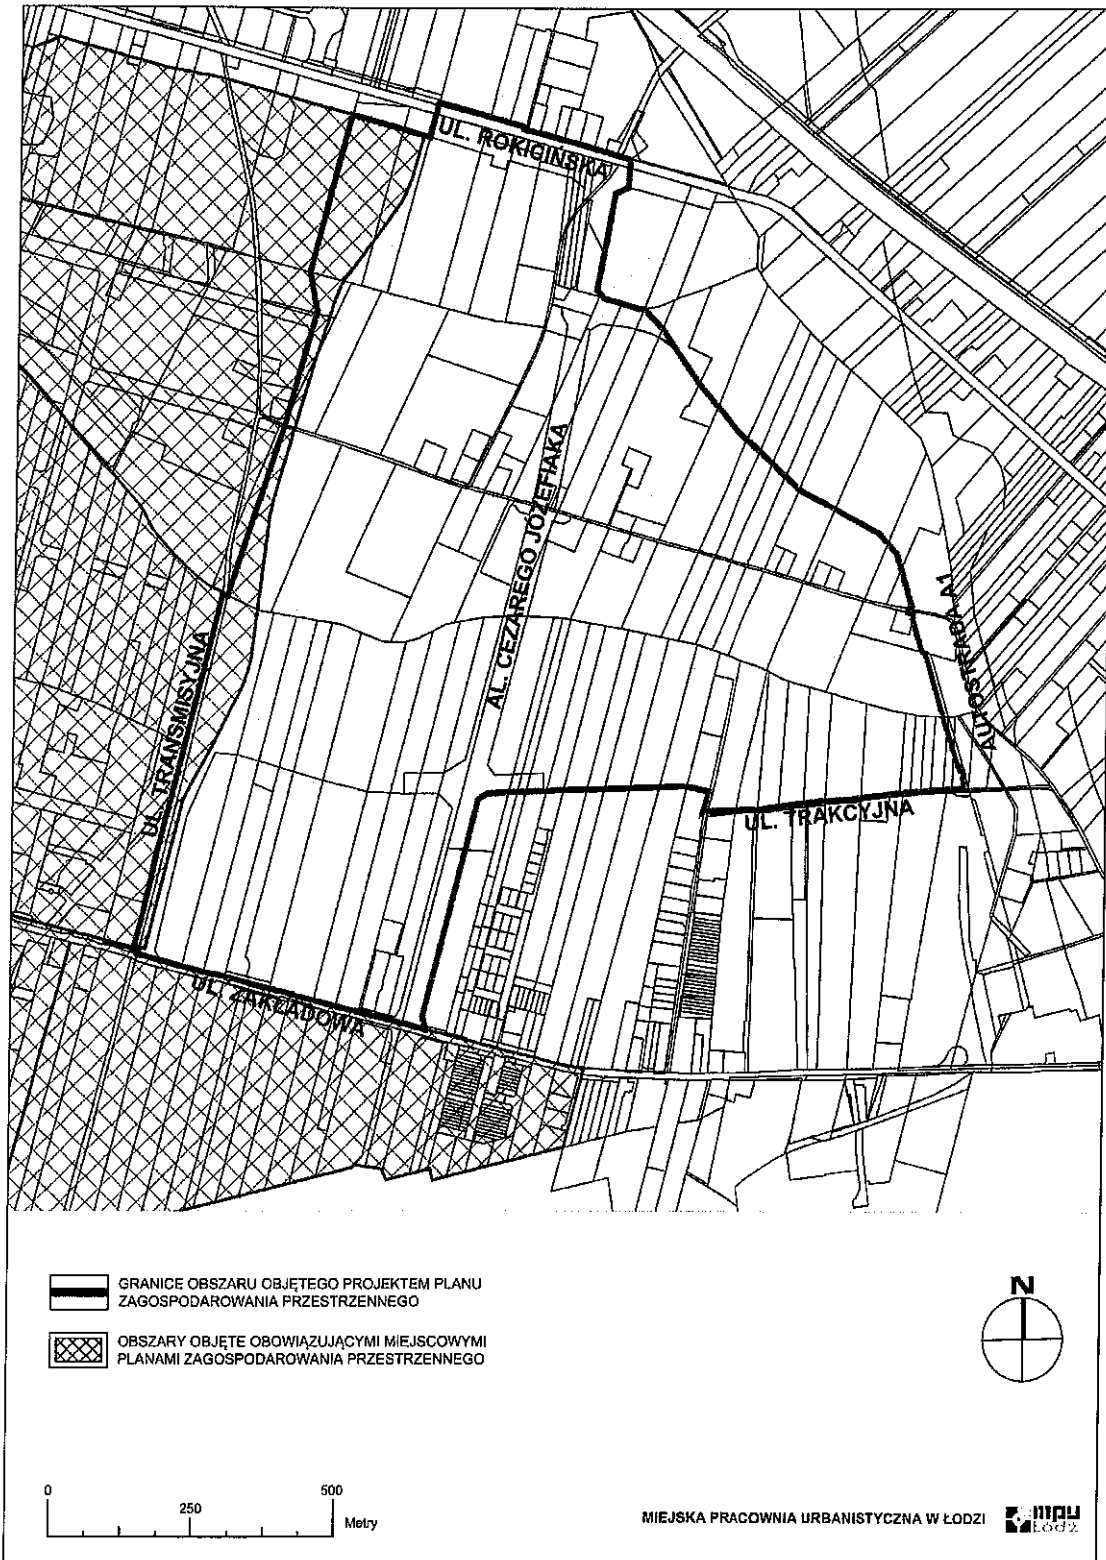 UL. ROKICIŃSKA
AL. CEZAREGO JÓZEFIAKA
AUTOSTRADA A1
UL. TRANSMISYJNA
UL. TRAKCYJNA
UL. ZAKŁADOWA
GRANICE OBSZARU OBJĘTEGO PROJEKTEM PLANU
ZAGOSPODAROWANIA PRZESTRZENNEGO
OBSZARY OBJĘTE OBOWIĄZUJĄCYMI MIEJSCOWYMI
PLANAMI ZAGOSPODAROWANIA PRZESTRZENNEGO
N
0 250 500 Metry
MIEJSKA PRACOWNIA URBANISTYCZNA W ŁODZI
mpu
Łódź